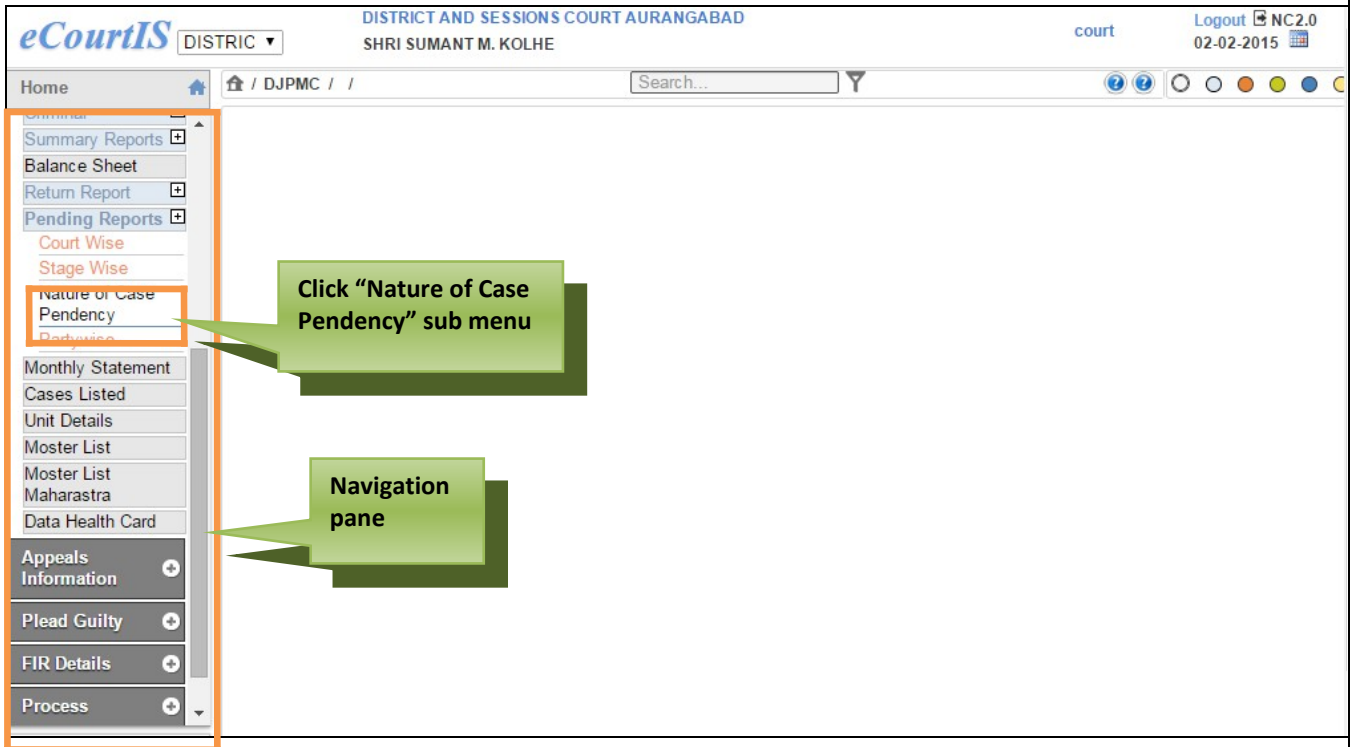 DISTRICT AND SESSIONS COURT AURANGABAD
eCourtIS DISTRIC
SHRI SUMANT M. KOLHE
court
Logout NC2.0
02-02-2015
Home
/ DJPMC / /
Search...
Criminal
Summary Reports
Balance Sheet
Return Report
Pending Reports
Court Wise
Stage Wise
Nature of Case
Pendency
Partywise
Monthly Statement
Cases Listed
Unit Details
Moster List
Moster List
Maharastra
Data Health Card
Appeals
Information
Plead Guilty
FIR Details
Process
Click “Nature of Case
Pendency” sub menu
Navigation
pane